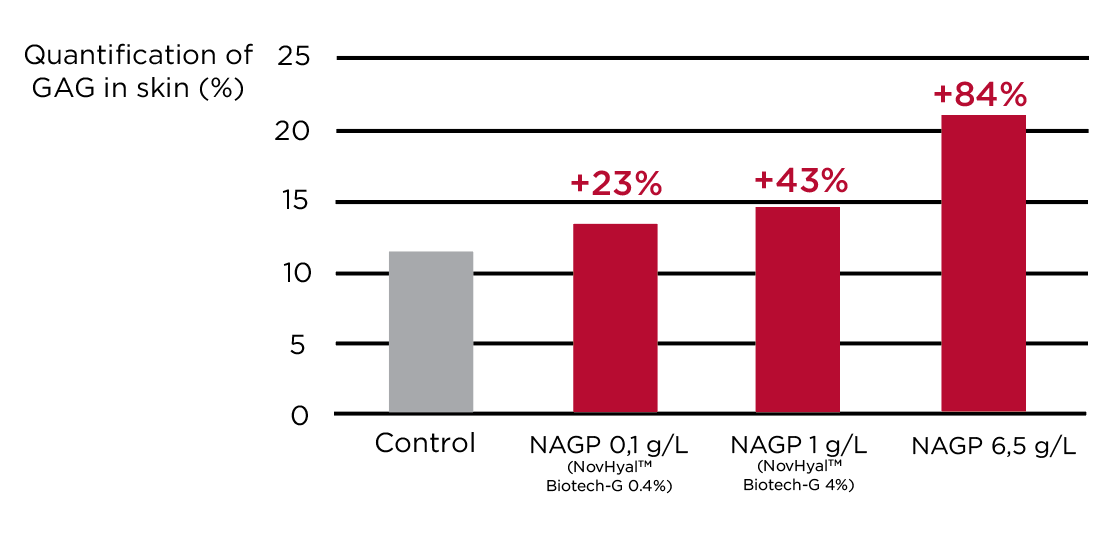 Quantification of
GAG in skin (%)
25
20
15
10
5
0
+23%
+43%
+84%
Control
NAGP 0,1 g/L
(NovHyal™
Biotech-G 0.4%)
NAGP 1 g/L
(NovHyal™
Biotech-G 4%)
NAGP 6,5 g/L